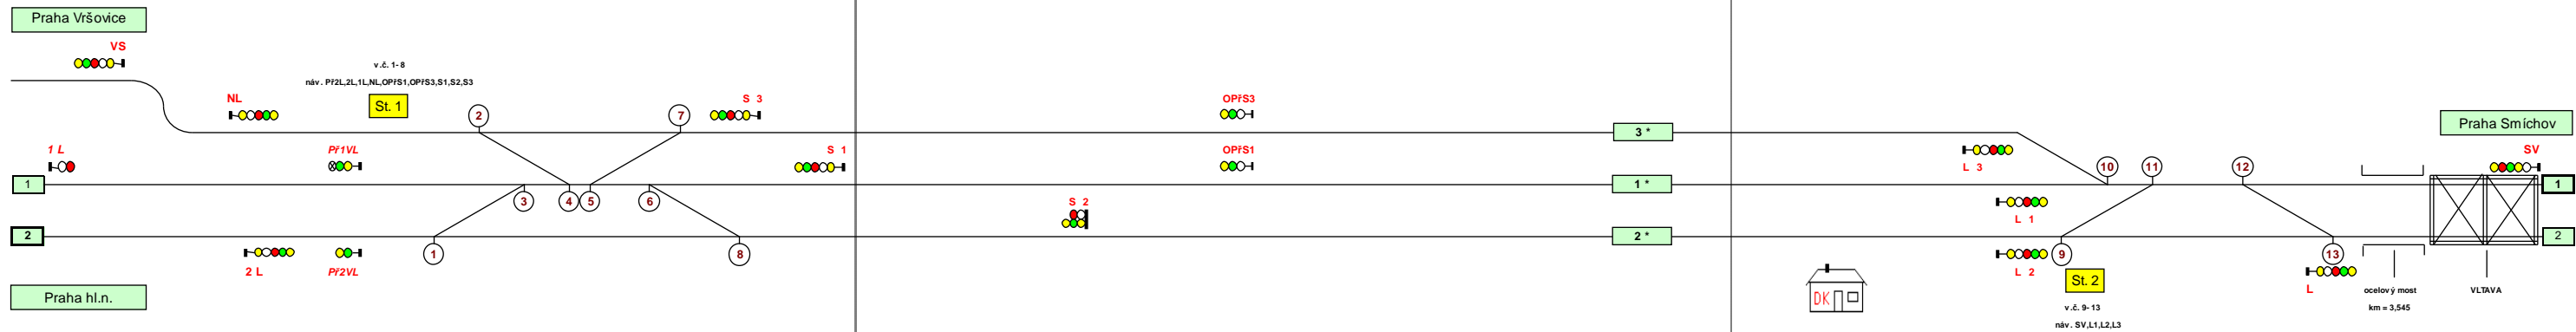 Praha Vršovice
VS
v.č. 1-8
náv. Př2L,2L,1L,NL,OPřS1,OPřS3,S1,S2,S3
NL
St. 1
2
7
S 3
OPřS3
3 *
Praha Smíchov
1 L
Př1VL
S 1
OPřS1
L 3
10
11
12
SV
1
3
4
5
6
1 *
1
S 2
L 1
2
2 *
2
1
8
9
13
2 L
Př2VL
L 2
St. 2
L
DK
ocelový most
VLTAVA
Praha hl.n.
v.č. 9-13
km = 3,545
náv. SV,L1,L2,L3